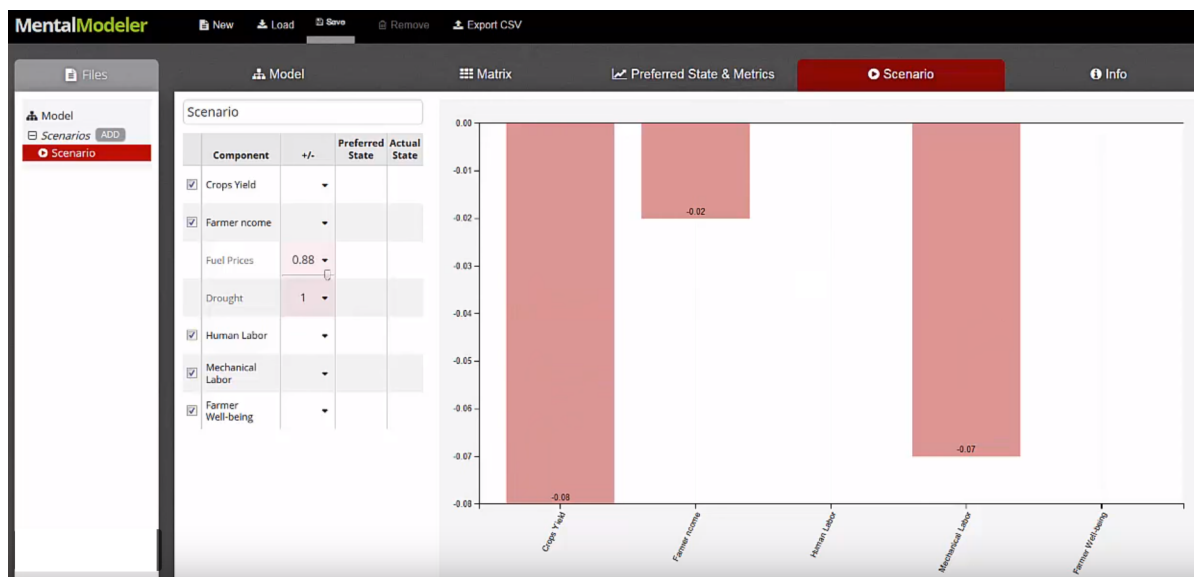 MentalModeler New Load Save Remove Export CSV
Files Model Matrix Preferred State & Metrics Scenario Info
Model
Scenarios ADD
Scenario
Scenario
Component +/- Preferred State Actual State
Crops Yield
Farmer ncome
Fuel Prices 0.88
Drought 1
Human Labor
Mechanical
Labor
Farmer
Well-being
0.00
-0.01
-0.02
-0.03
-0.04
-0.05
-0.06
-0.07
-0.08
-0.02
-0.07
-0.08
Crops Yield
Farmer ncome
Human Labor
Mechanical Labor
Farmer Well-being